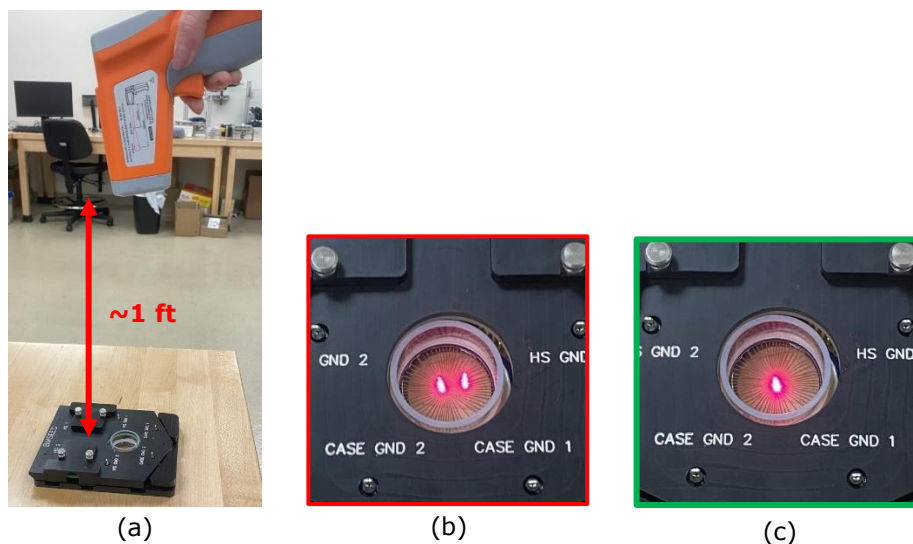 ~1 ft
GND 2
HS GND
CASE GND 2
CASE GND 1
GND 2
HS GND
CASE GND 2
CASE GND 1
(a)
(b)
(c)